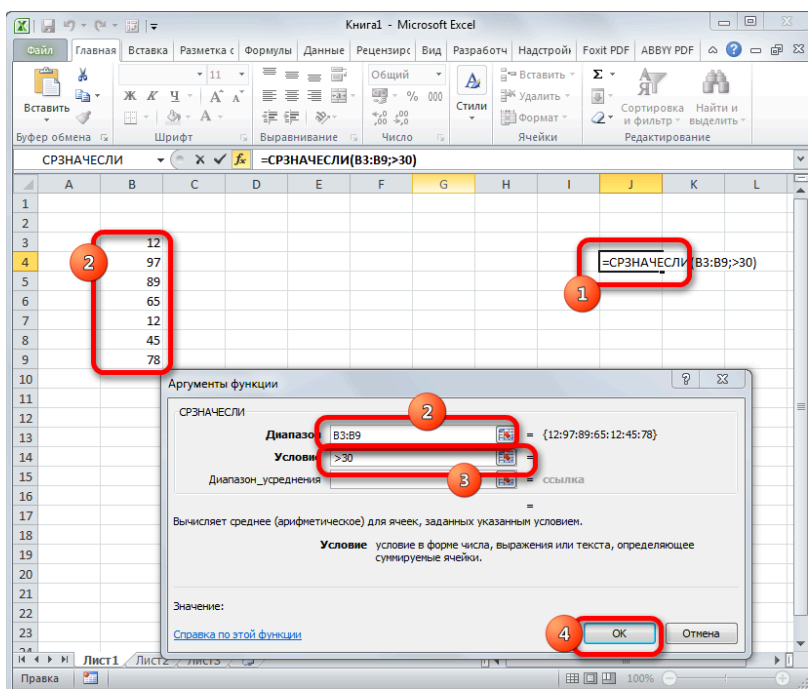 Книга1 - Microsoft Excel
Файл Главная Вставка Разметка с Формулы Данные Рецензирс Вид Разработч Надстройн Foxit PDF ABBYY PDF
Вставить
Буфер обмена
11
Ж К Ч A A
А
Шрифт
Выравнивание
Общий
% 000
Число
Стили
Вставить
Удалить
Формат
Ячейки
Σ
Сортировка и фильтр
Найти и выделить
Редактирование
СРЗНАЧЕСЛИ fx =СРЗНАЧЕСЛИ(B3:B9;>30)
A B C D E F G H I J K L
1
2
3 12
4 2 97 =СРЗНАЧЕСЛИ(B3:B9;>30)
5 89
1
6 65
7 12
8 45
9 78
10
11
12
13
14
15
16
17
18
19
20
21
22
23
24
Аргументы функции
СРЗНАЧЕСЛИ
2
Диапазон B3:B9 = {12:97:89:65:12:45:78}
Условие >30 =
Диапазон_усреднения 3 = ссылка
=
Вычисляет среднее (арифметическое) для ячеек, заданных указанным условием.
Условие условие в форме числа, выражения или текста, определяющее
суммируемые ячейки.
Значение:
Справка по этой функции 4 ОК Отмена
Лист1 Лист2 Лист3
Правка 100%